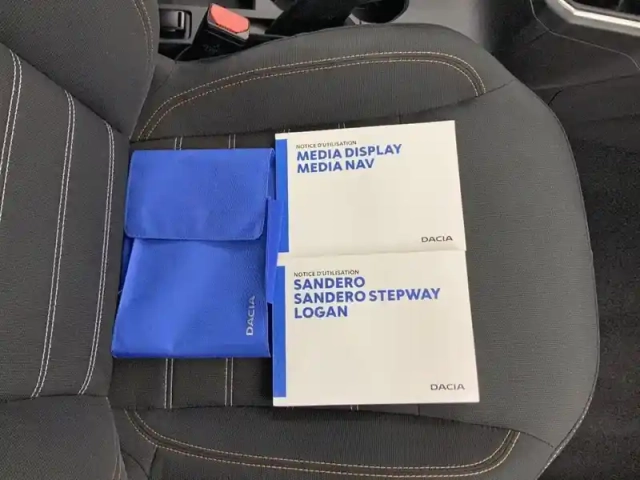 NOTICE D'UTILISATION
MEDIA DISPLAY
MEDIA NAV
DACIA
NOTICE D'UTILISATION
SANDERO
SANDERO STEPWAY
LOGAN
DACIA
DACIA